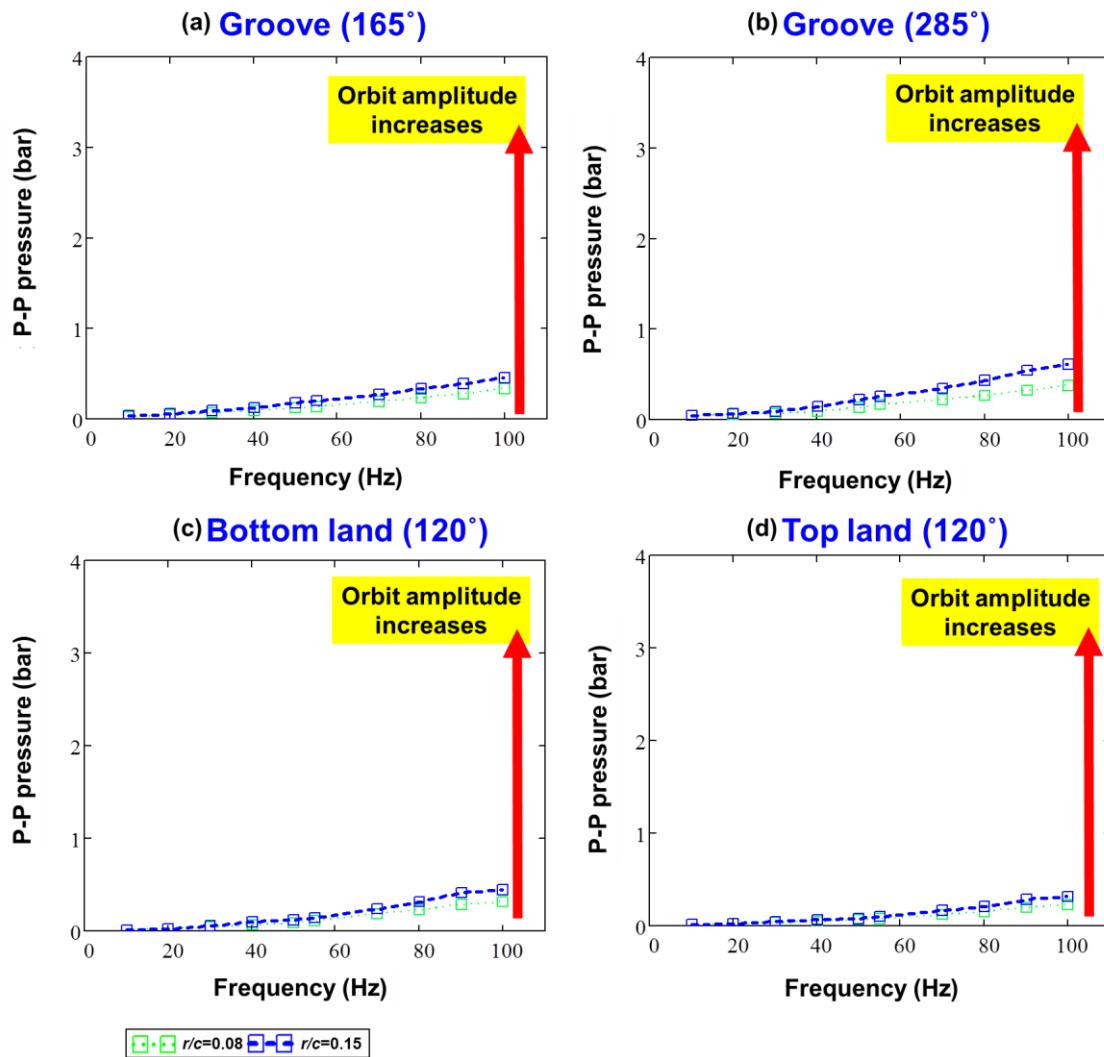 (a) Groove (165˚)
4
Orbit amplitude
increases
3
P-P pressure (bar)
2
1
0
0 20 40 60 80 100
Frequency (Hz)
(b) Groove (285˚)
4
Orbit amplitude
increases
3
P-P pressure (bar)
2
1
0
0 20 40 60 80 100
Frequency (Hz)
(c) Bottom land (120˚)
4
Orbit amplitude
increases
3
P-P pressure (bar)
2
1
0
0 20 40 60 80 100
Frequency (Hz)
(d) Top land (120˚)
4
Orbit amplitude
increases
3
P-P pressure (bar)
2
1
0
0 20 40 60 80 100
Frequency (Hz)
r/c=0.08 r/c=0.15